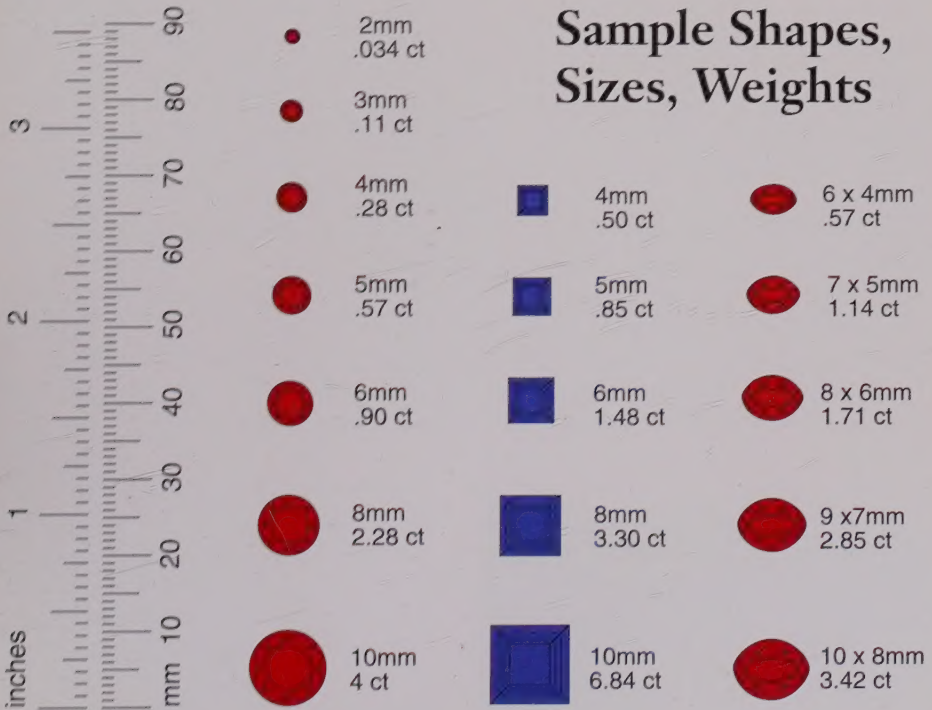 Sample Shapes,
Sizes, Weights
inches
1
2
3
mm
10
20
30
40
50
60
70
80
90
2mm
.034 ct
3mm
.11 ct
4mm
.28 ct
5mm
.57 ct
6mm
.90 ct
8mm
2.28 ct
10mm
4 ct
4mm
.50 ct
5mm
.85 ct
6mm
1.48 ct
8mm
3.30 ct
10mm
6.84 ct
6 x 4mm
.57 ct
7 x 5mm
1.14 ct
8 x 6mm
1.71 ct
9 x7mm
2.85 ct
10 x 8mm
3.42 ct